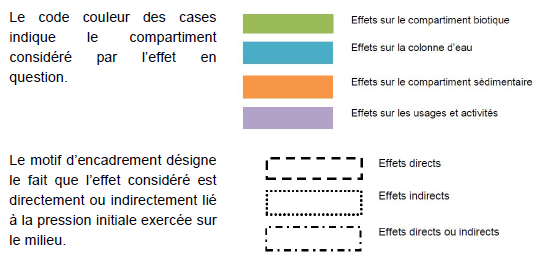 Le code couleur des cases
indique le compartiment
considéré par l'effet en
question.
Effets sur le compartiment biotique
Effets sur la colonne d'eau
Effets sur le compartiment sédimentaire
Effets sur les usages et activités
Le motif d'encadrement désigne
le fait que l'effet considéré est
directement ou indirectement lié
à la pression initiale exercée sur
le milieu.
Effets directs
Effets indirects
Effets directs ou indirects